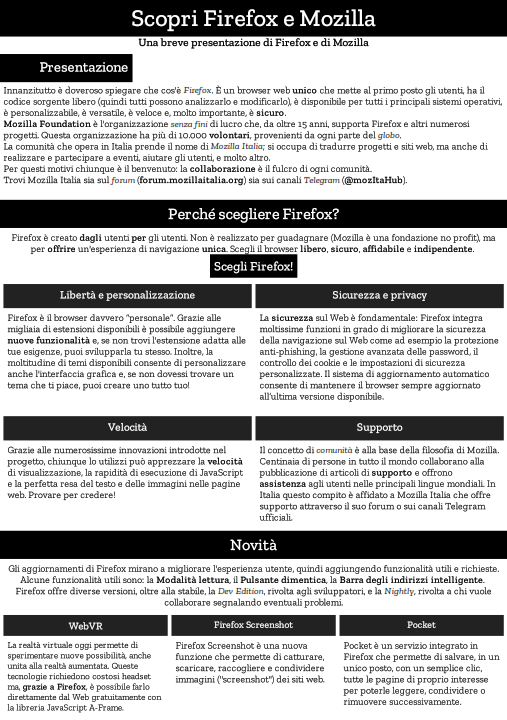 Scopri Firefox e Mozilla
Una breve presentazione di Firefox e di Mozilla
Presentazione
Innanzitutto è doveroso spiegare che cos'è Firefox. È un browser web unico che mette al primo posto gli utenti, ha il
codice sorgente libero (quindi tutti possono analizzarlo e modificarlo), è disponibile per tutti i principali sistemi operativi,
è personalizzabile, è versatile, è veloce e, molto importante, è sicuro.
Mozilla Foundation è l'organizzazione senza fini di lucro che, da oltre 15 anni, supporta Firefox e altri numerosi
progetti. Questa organizzazione ha più di 10.000 volontari, provenienti da ogni parte del globo.
La comunità che opera in Italia prende il nome di Mozilla Italia; si occupa di tradurre progetti e siti web, ma anche di
realizzare e partecipare a eventi, aiutare gli utenti, e molto altro.
Per questi motivi chiunque è il benvenuto: la collaborazione è il fulcro di ogni comunità.
Trovi Mozilla Italia sia sul forum (forum.mozillaitalia.org) sia sui canali Telegram (@mozItaHub).
Perché scegliere Firefox?
Firefox è creato dagli utenti per gli utenti. Non è realizzato per guadagnare (Mozilla è una fondazione no profit), ma
per offrire un'esperienza di navigazione unica. Scegli il browser libero, sicuro, affidabile e indipendente.
Scegli Firefox!
Libertà e personalizzazione
Firefox è il browser davvero "personale". Grazie alle
migliaia di estensioni disponibili è possibile aggiungere
nuove funzionalità e, se non trovi l'estensione adatta alle
tue esigenze, puoi svilupparla tu stesso. Inoltre, la
moltitudine di temi disponibili consente di personalizzare
anche l'interfaccia grafica e, se non dovessi trovare un
tema che ti piace, puoi creare uno tutto tuo!
Sicurezza e privacy
La sicurezza sul Web è fondamentale: Firefox integra
moltissime funzioni in grado di migliorare la sicurezza
della navigazione sul Web come ad esempio la protezione
anti-phishing, la gestione avanzata delle password, il
controllo dei cookie e le impostazioni di sicurezza
personalizzate. Il sistema di aggiornamento automatico
consente di mantenere il browser sempre aggiornato
all'ultima versione disponibile.
Velocità
Grazie alle numerosissime innovazioni introdotte nel
progetto, chiunque lo utilizzi può apprezzare la velocità
di visualizzazione, la rapidità di esecuzione di JavaScript
e la perfetta resa del testo e delle immagini nelle pagine
web. Provare per credere!
Supporto
Il concetto di comunità è alla base della filosofia di Mozilla.
Centinaia di persone in tutto il mondo collaborano alla
pubblicazione di articoli di supporto e offrono
assistenza agli utenti nelle principali lingue mondiali. In
Italia questo compito è affidato a Mozilla Italia che offre
supporto attraverso il suo forum o sui canali Telegram
ufficiali.
Novità
Gli aggiornamenti di Firefox mirano a migliorare l'esperienza utente, quindi aggiungendo funzionalità utili e richieste.
Alcune funzionalità utili sono: la Modalità lettura, il Pulsante dimentica, la Barra degli indirizzi intelligente.
Firefox offre diverse versioni, oltre alla stabile, la Dev Edition, rivolta agli sviluppatori, e la Nightly, rivolta a chi vuole
collaborare segnalando eventuali problemi.
WebVR
La realtà virtuale oggi permette di
sperimentare nuove possibilità, anche
unita alla realtà aumentata. Queste
tecnologie richiedono costosi headset
ma, grazie a Firefox, è possibile farlo
direttamente dal Web gratuitamente con
la libreria JavaScript A-Frame.
Firefox Screenshot
Firefox Screenshot è una nuova
funzione che permette di catturare,
scaricare, raccogliere e condividere
immagini ("screenshot") dei siti web.
Pocket
Pocket è un servizio integrato in
Firefox che permette di salvare, in un
unico posto, con un semplice clic,
tutte le pagine di proprio interesse
per poterle leggere, condividere o
rimuovere successivamente.